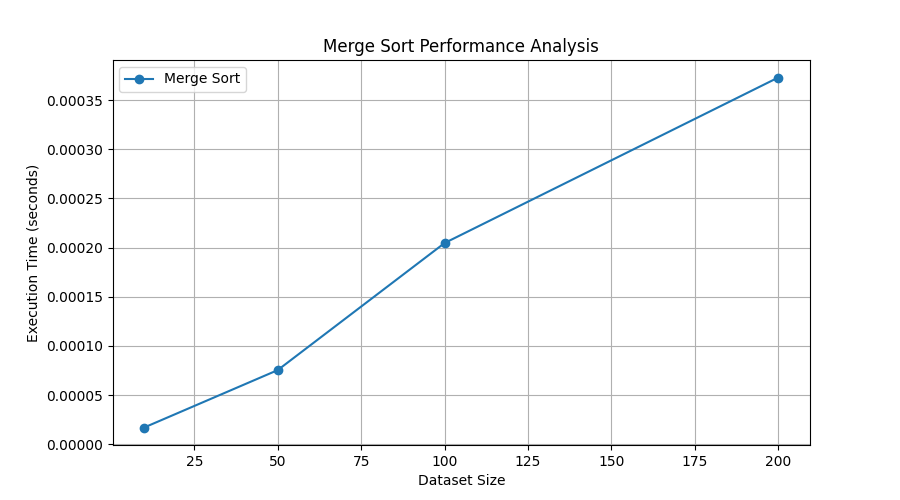 Merge Sort Performance Analysis
Merge Sort
Execution Time (seconds)
0.00035
0.00030
0.00025
0.00020
0.00015
0.00010
0.00005
0.00000
25 50 75 100 125 150 175 200
Dataset Size